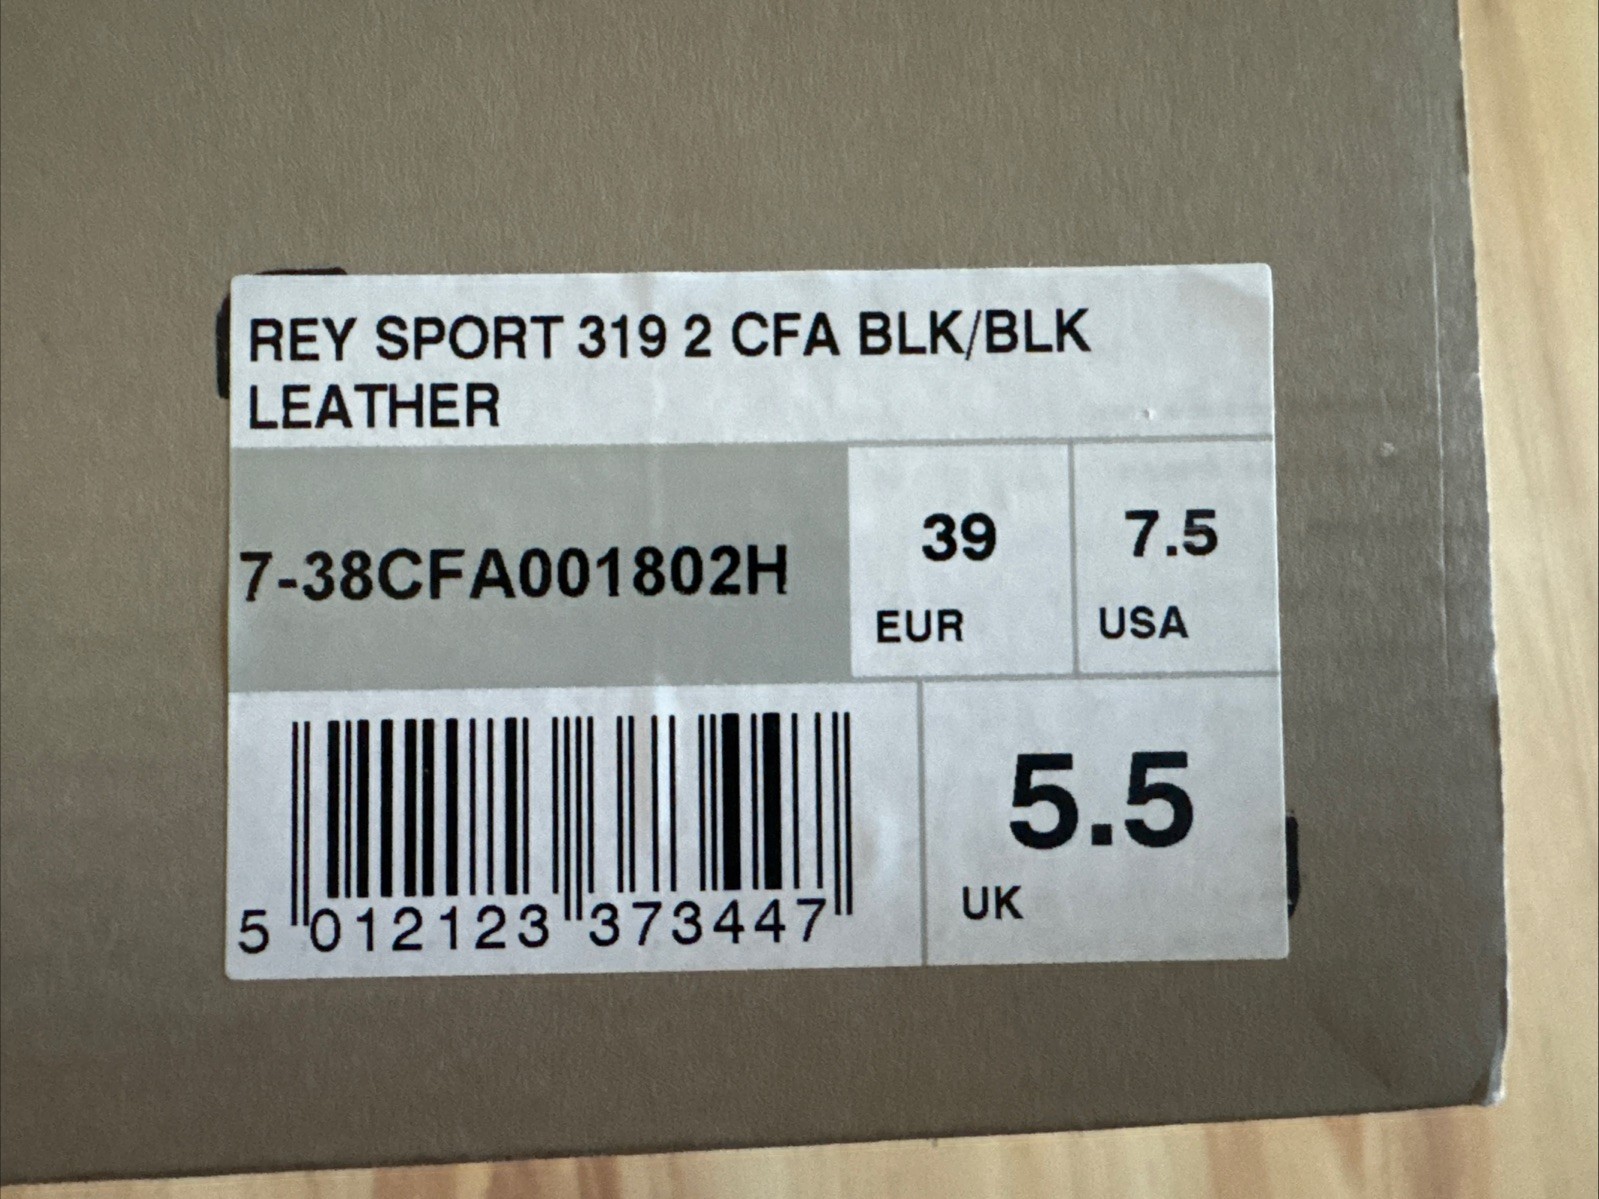 REY SPORT 319 2 CFA BLK/BLK
LEATHER
7-38CFA001802H
39
EUR
7.5
USA
5 012123 373447
5.5
UK